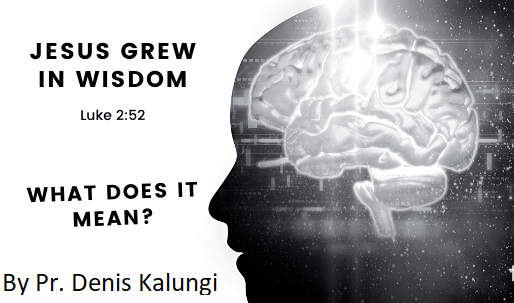 JESUS GREW
IN WISDOM
Luke 2:52
WHAT DOES IT
MEAN?
By Pr. Denis Kalungi